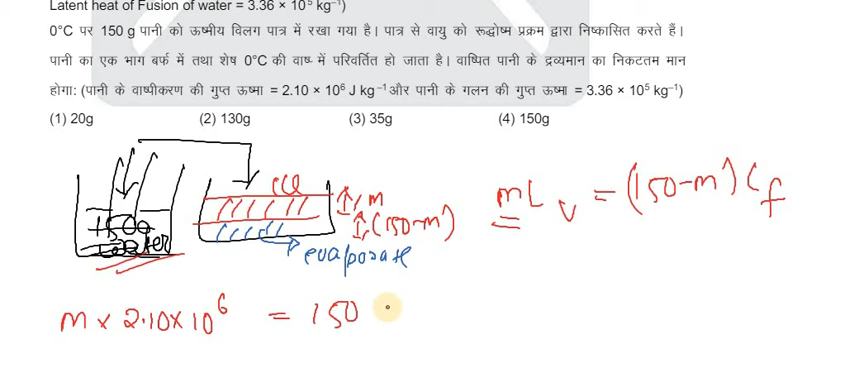 Latent heat of Fusion of water = 3.36 × 10⁵ kg⁻¹)
0°C पर 150 g पानी को ऊष्मीय विलग पात्र में रखा गया है। पात्र से वायु को रूद्धोष्म प्रक्रम द्वारा निष्कासित करते हैं।
पानी का एक भाग बर्फ में तथा शेष 0°C की वाष्प में परिवर्तित हो जाता है। वाष्पित पानी के द्रव्यमान का निकटतम मान
होगा: (पानी के वाष्पीकरण की गुप्त ऊष्मा = 2.10 × 10⁶ J kg⁻¹ और पानी के गलन की गुप्त ऊष्मा = 3.36 × 10⁵ kg⁻¹)
(1) 20g (2) 130g (3) 35g (4) 150g
150g
water
m
(150-m)
evaporate
mL_v = (150-m) L_f
m × 2.10 × 10⁶ = 150